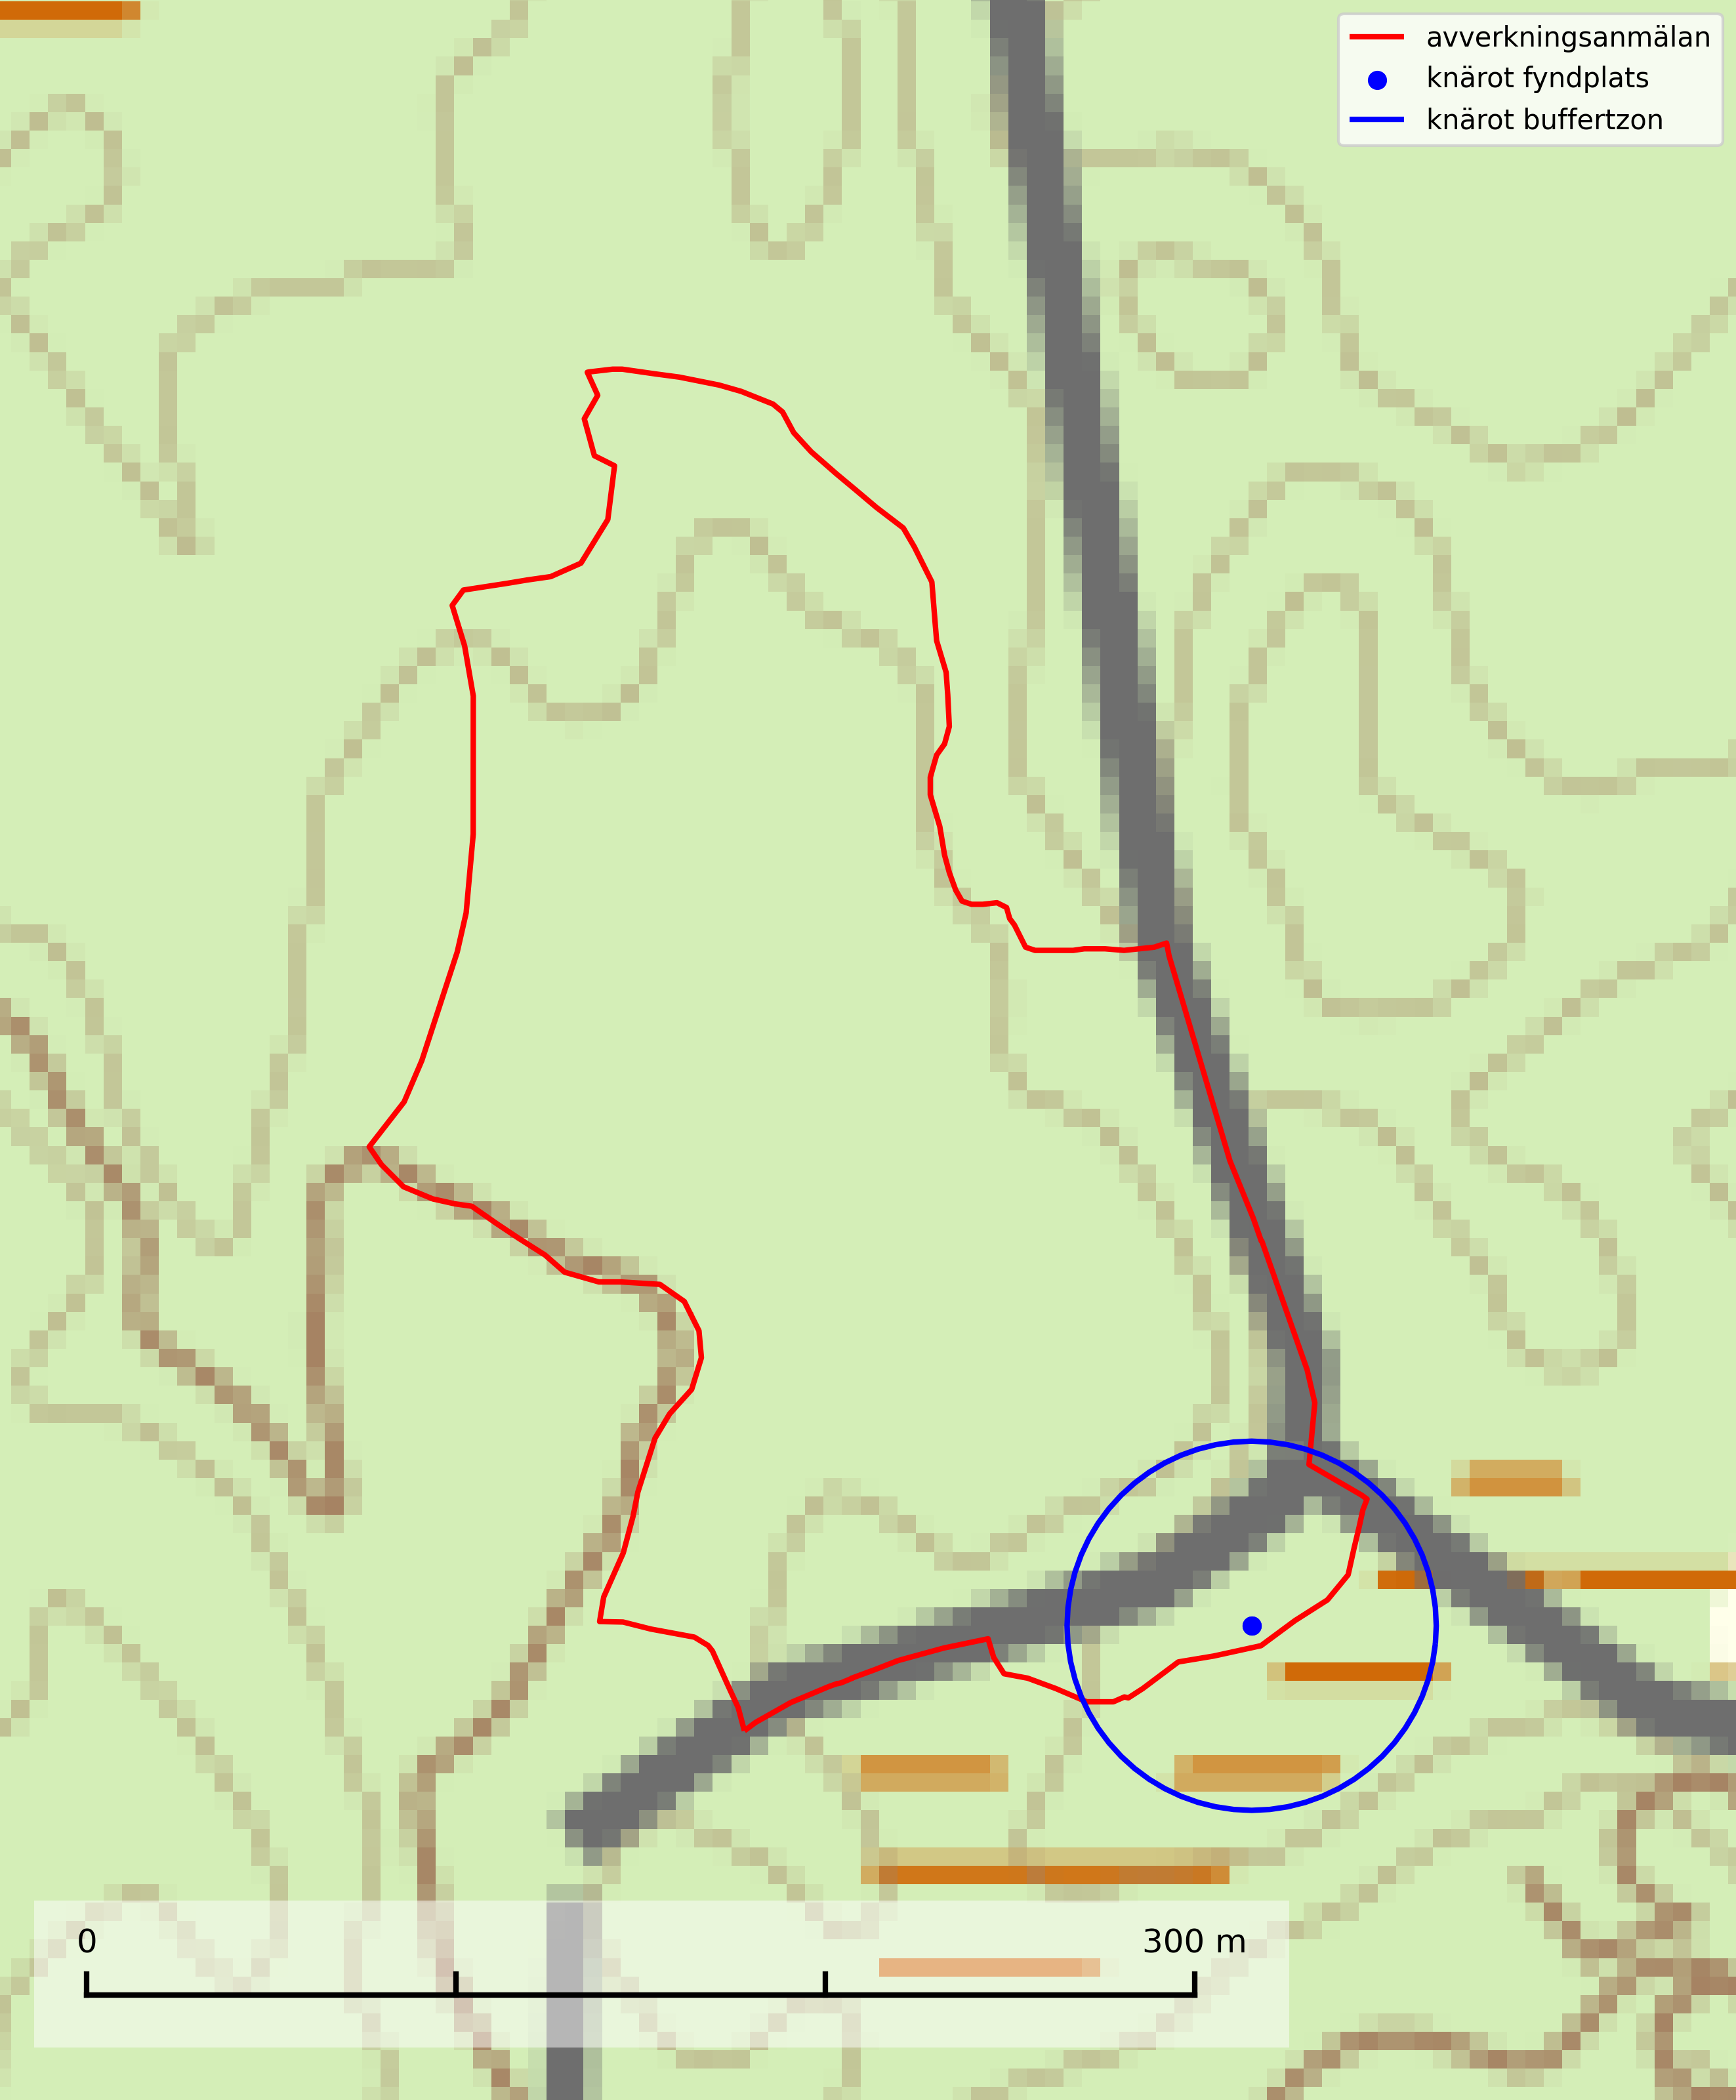 avverkningsanmälan
knärot fyndplats
knärot buffertzon
0
300 m